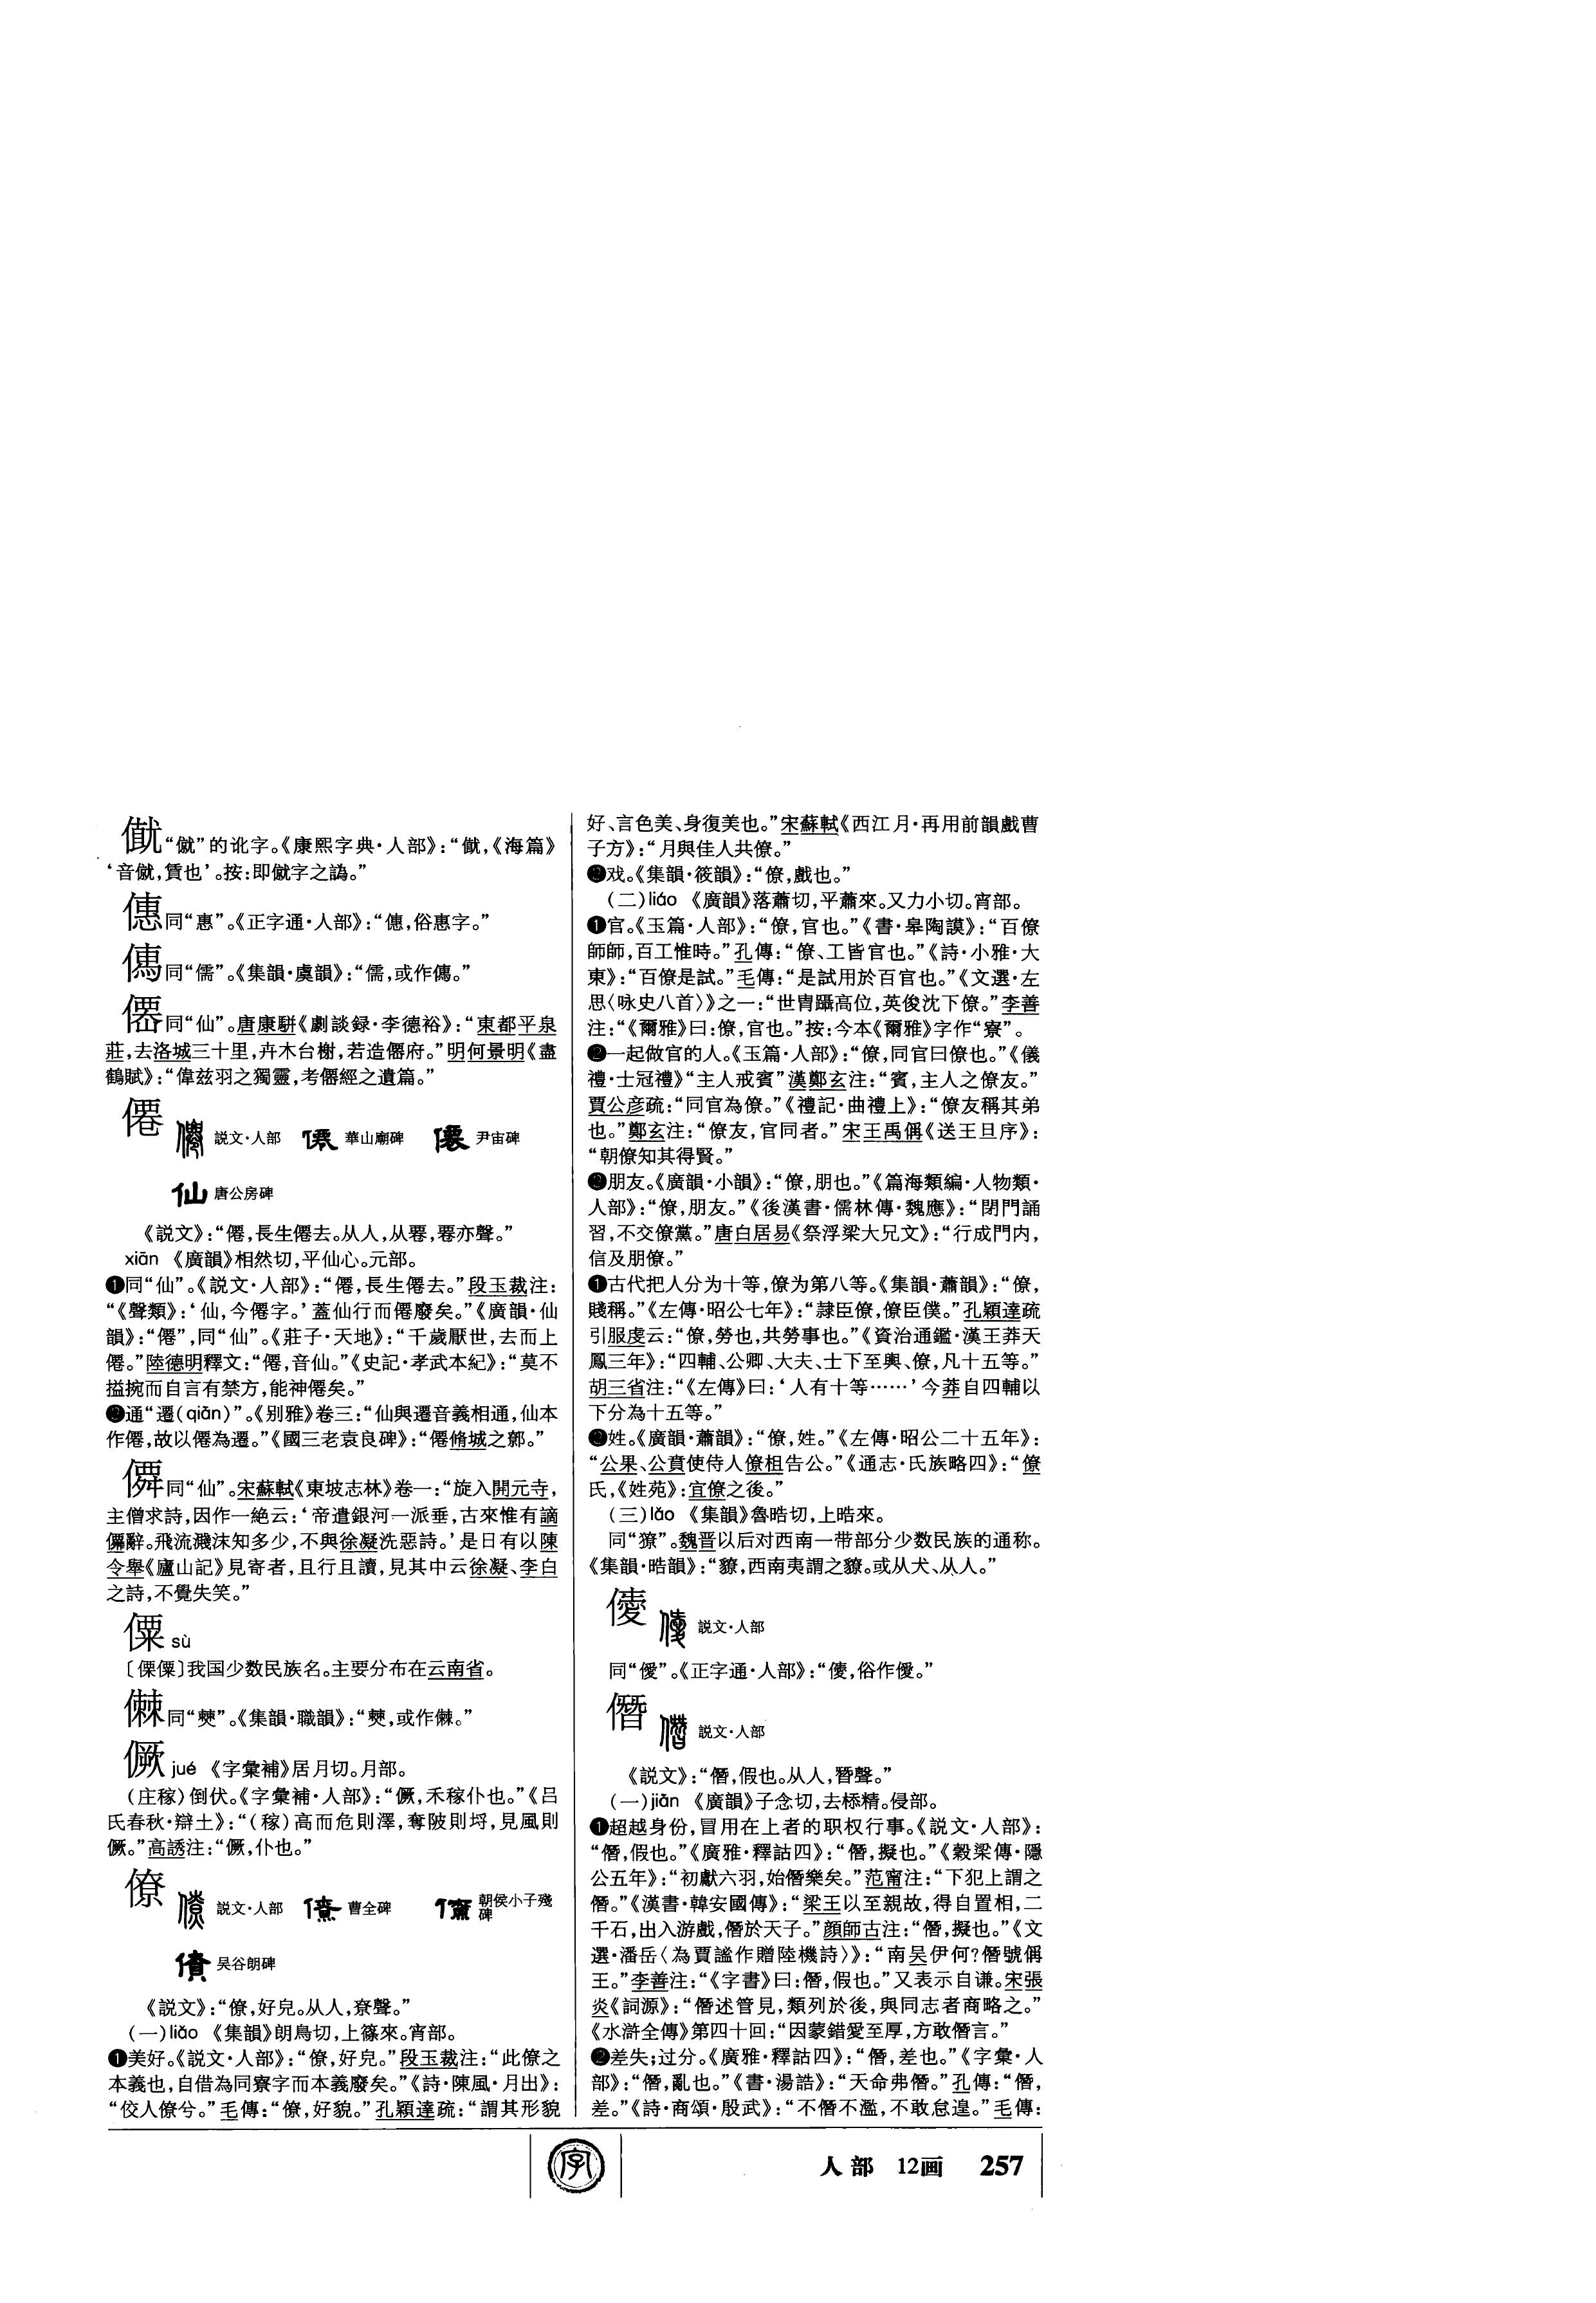 “僦”的讹字。《康熙字典·人部》：“僦，《海篇》
‘音僦，賃也’。按：即僦字之譌。”
僡同“惠”。《正字通·人部》：“僡，俗惠字。”
同“儒”。《集韻·虞韻》：“儒，或作。”
同“仙”。唐康駢《劇談録·李德裕》：“東都平泉
莊，去洛城三十里，卉木台榭，若造府。”明何景明《畫
鶴賦》：“偉兹羽之獨靈，考經之遺篇。”
僊 説文·人部 華山廟碑 尹宙碑
仙 唐公房碑
《説文》：“僊，長生僊去。从人，从䙴，䙴亦聲。”
xiān 《廣韻》相然切，平仙心。元部。
❶同“仙”。《説文·人部》：“僊，長生僊去。”段玉裁注：
“《聲類》：‘仙，今僊字。’蓋仙行而僊廢矣。”《廣韻·仙
韻》：“僊”，同“仙”。《莊子·天地》：“千歲厭世，去而上
僊。”陸德明釋文：“僊，音仙。”《史記·孝武本紀》：“莫不
搤捥而自言有禁方，能神僊矣。”
❷通“遷(qiān)”。《别雅》卷三：“仙與遷音義相通，仙本
作僊，故以僊為遷。”《國三老袁良碑》：“僊脩城之鄣。”
同“仙”。宋蘇軾《東坡志林》卷一：“旋入開元寺，
主僧求詩，因作一絶云：‘帝遣銀河一派垂，古來惟有謫
辭。飛流濺沫知多少，不與徐凝洗惡詩。’是日有以陳
令舉《廬山記》見寄者，且行且讀，見其中云徐凝、李白
之詩，不覺失笑。”
僳 sù
〔傈僳〕我国少数民族名。主要分布在云南省。
同“僰”。《集韻·職韻》：“僰，或作。”
僘 jué 《字彙補》居月切。月部。
(庄稼)倒伏。《字彙補·人部》：“，禾稼仆也。”《吕
氏春秋·辯土》：“(稼)高而危則澤，奪陂則埒，見風則
。”高誘注：“，仆也。”
僚 説文·人部 曹全碑 朝侯小子殘碑
吴谷朗碑
《説文》：“僚，好皃。从人，尞聲。”
(一)liǎo 《集韻》朗鳥切，上篠來。宵部。
❶美好。《説文·人部》：“僚，好皃。”段玉裁注：“此僚之
本義也，自借為同寮字而本義廢矣。”《詩·陳風·月出》：
“佼人僚兮。”毛傳：“僚，好貌。”孔穎達疏：“謂其形貌
好、言色美、身復美也。”宋蘇軾《西江月·再用前韻戲曹
子方》：“月與佳人共僚。”
❷戏。《集韻·筱韻》：“僚，戲也。”
(二)liáo 《廣韻》落蕭切，平蕭來。又力小切。宵部。
❶官。《玉篇·人部》：“僚，官也。”《書·皋陶謨》：“百僚
師師，百工惟時。”孔傳：“僚、工皆官也。”《詩·小雅·大
東》：“百僚是試。”毛傳：“是試用於百官也。”《文選·左
思〈咏史八首〉》之一：“世胄躡高位，英俊沈下僚。”李善
注：“《爾雅》曰：僚，官也。”按：今本《爾雅》字作“寮”。
❷一起做官的人。《玉篇·人部》：“僚，同官曰僚也。”《儀
禮·士冠禮》“主人戒賓”漢鄭玄注：“賓，主人之僚友。”
賈公彦疏：“同官為僚。”《禮記·曲禮上》：“僚友稱其弟
也。”鄭玄注：“僚友，官同者。”宋王禹偁《送王旦序》：
“朝僚知其得賢。”
❷朋友。《廣韻·小韻》：“僚，朋也。”《篇海類編·人物類·
人部》：“僚，朋友。”《後漢書·儒林傳·魏應》：“閉門誦
習，不交僚黨。”唐白居易《祭浮梁大兄文》：“行成門内，
信及朋僚。”
❶古代把人分为十等，僚为第八等。《集韻·蕭韻》：“僚，
賤稱。”《左傳·昭公七年》：“隷臣僚，僚臣僕。”孔穎達疏
引服虔云：“僚，勞也，共勞事也。”《資治通鑑·漢王莽天
鳳三年》：“四輔、公卿、大夫、士下至輿、僚，凡十五等。”
胡三省注：“《左傳》曰：‘人有十等……’今莽自四輔以
下分為十五等。”
❷姓。《廣韻·蕭韻》：“僚，姓。”《左傳·昭公二十五年》：
“公果、公賁使侍人僚柤告公。”《通志·氏族略四》：“僚
氏，《姓苑》：宜僚之後。”
(三)lǎo 《集韻》魯晧切，上晧來。
同“獠”。魏晋以后对西南一带部分少数民族的通称。
《集韻·晧韻》：“獠，西南夷謂之獠。或从犬、从人。”
説文·人部
同“僾”。《正字通·人部》：“，俗作僾。”
僭 説文·人部
《説文》：“僭，假也。从人，朁聲。”
(一)jiàn 《廣韻》子念切，去㮇精。侵部。
❶超越身份，冒用在上者的职权行事。《説文·人部》：
“僭，假也。”《廣雅·釋詁四》：“僭，擬也。”《穀梁傳·隱
公五年》：“初獻六羽，始僭樂矣。”范甯注：“下犯上謂之
僭。”《漢書·韓安國傳》：“梁王以至親故，得自置相，二
千石，出入游戲，僭於天子。”顔師古注：“僭，擬也。”《文
選·潘岳〈為賈謐作贈陸機詩〉》：“南吴伊何？僭號偁
王。”李善注：“《字書》曰：僭，假也。”又表示自谦。宋張
炎《詞源》：“僭述管見，類列於後，與同志者商略之。”
《水滸全傳》第四十回：“因蒙錯愛至厚，方敢僭言。”
❷差失；过分。《廣雅·釋詁四》：“僭，差也。”《字彙·人
部》：“僭，亂也。”《書·湯誥》：“天命弗僭。”孔傳：“僭，
差。”《詩·商頌·殷武》：“不僭不濫，不敢怠遑。”毛傳：
字
人部 12画 257